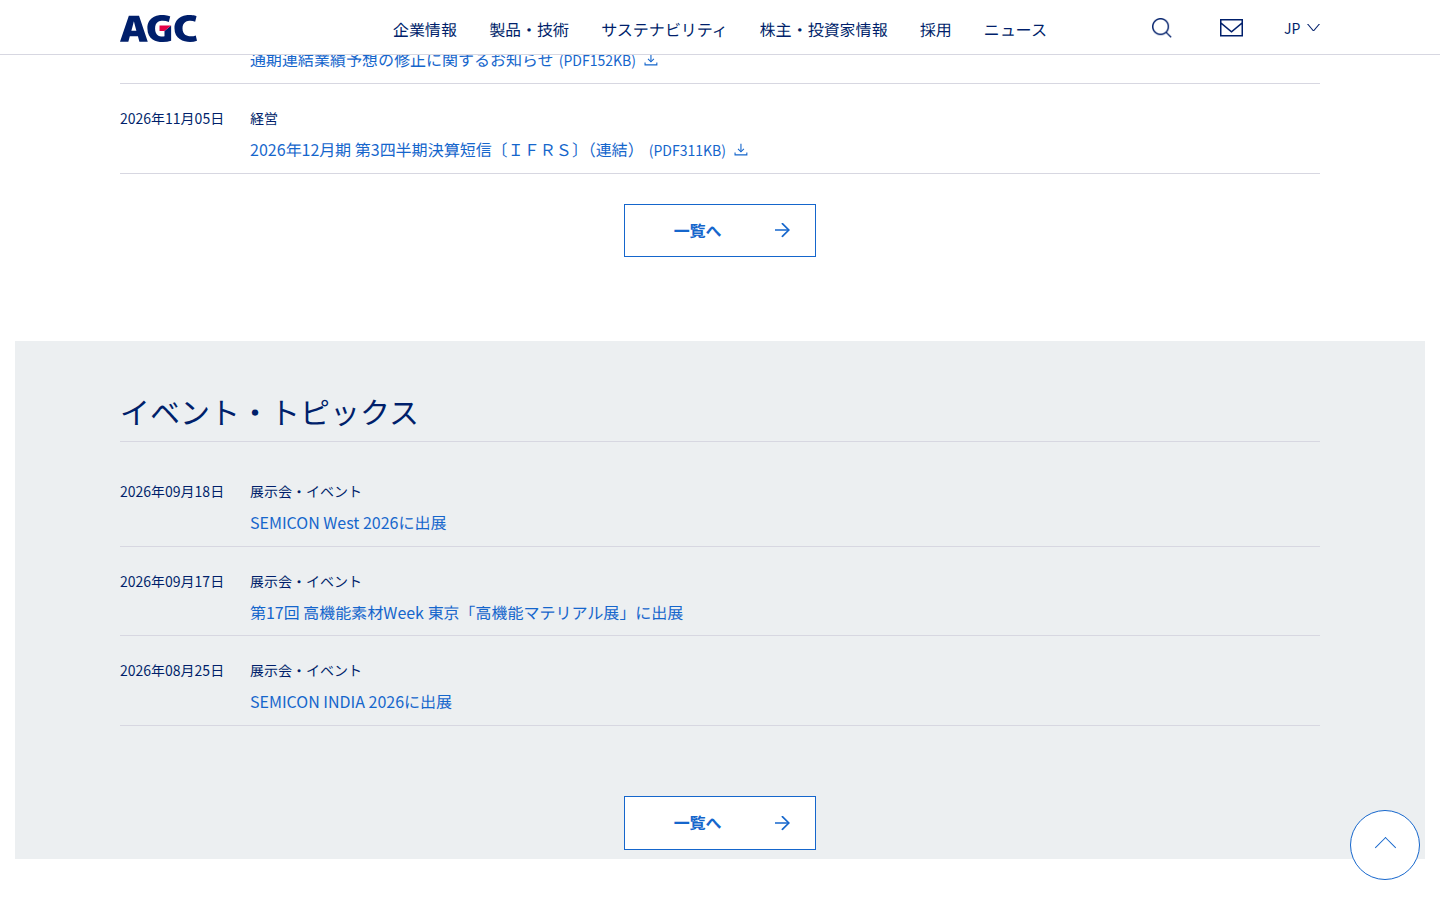 AGC
企業情報 製品・技術 サステナビリティ 株主・投資家情報 採用 ニュース JP
通期連結業績予想の修正に関するお知らせ (PDF152KB)
2026年11月05日 経営
2026年12月期 第3四半期決算短信〔ＩＦＲＳ〕（連結） (PDF311KB)
一覧へ
イベント・トピックス
2026年09月18日 展示会・イベント
SEMICON West 2026に出展
2026年09月17日 展示会・イベント
第17回 高機能素材Week 東京「高機能マテリアル展」に出展
2026年08月25日 展示会・イベント
SEMICON INDIA 2026に出展
一覧へ